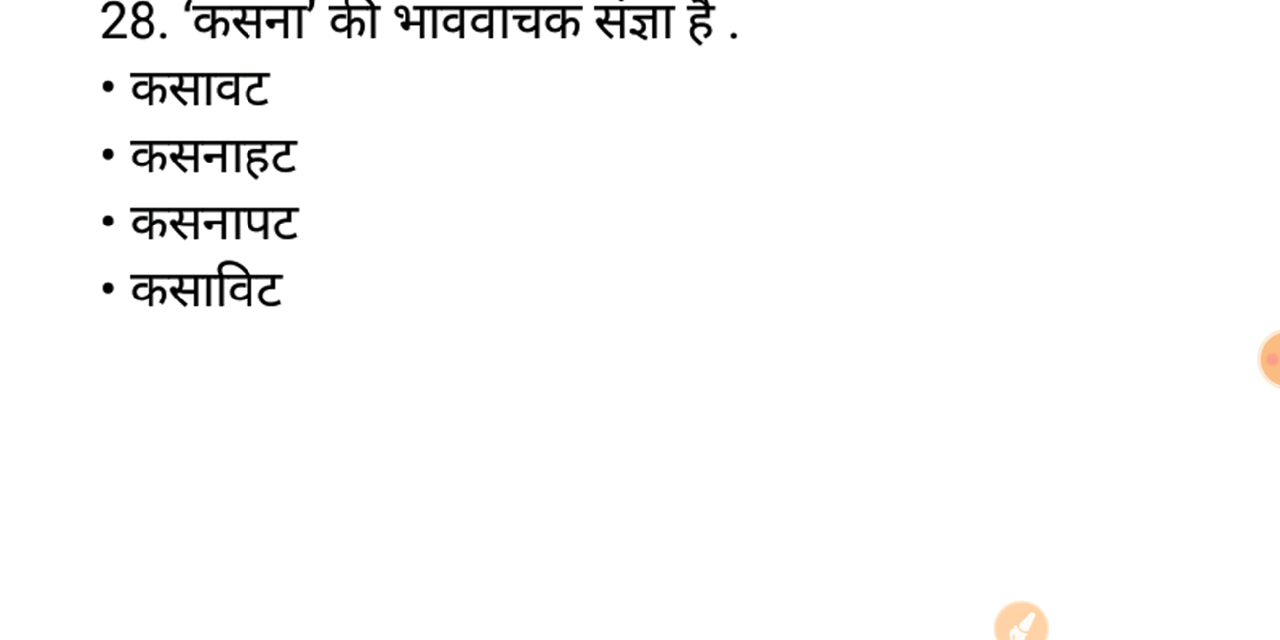 28. ‘कसना’ की भाववाचक संज्ञा है .
• कसावट
• कसनाहट
• कसनापट
• कसाविट